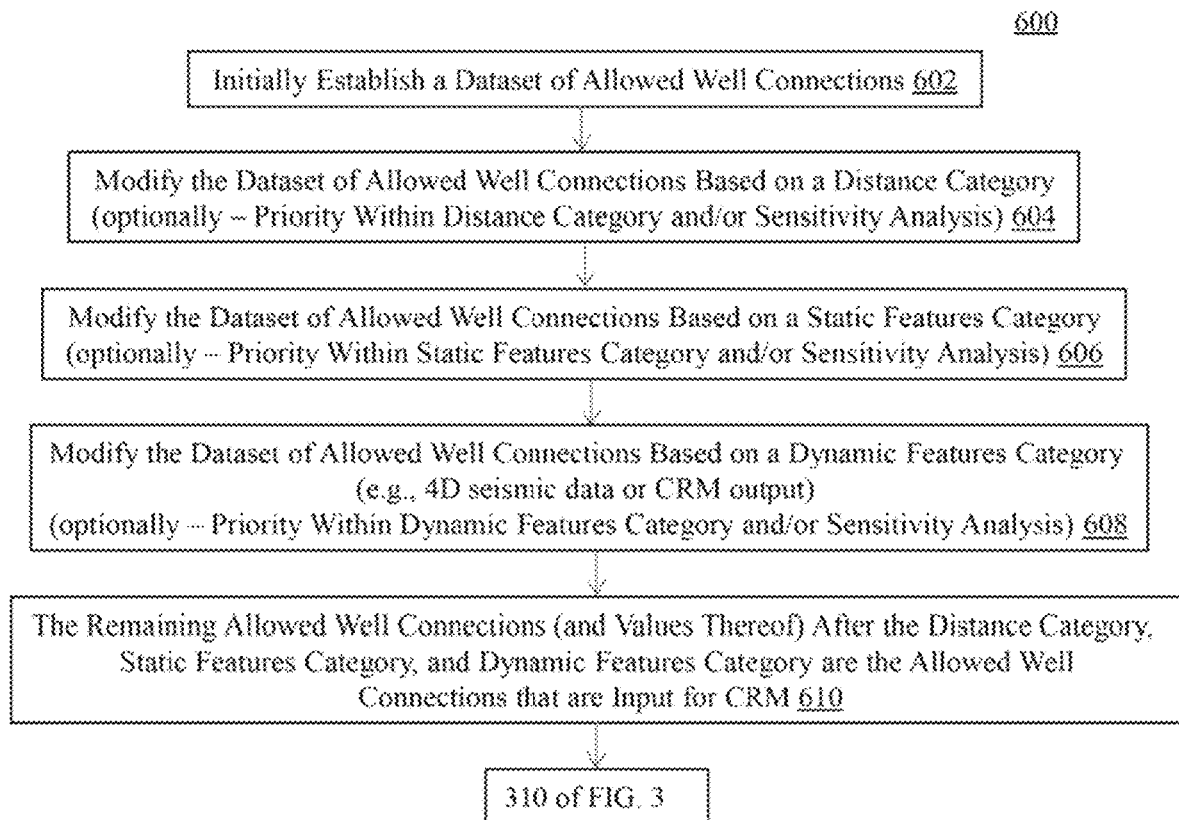 600
Initially Establish a Dataset of Allowed Well Connections 602
Modify the Dataset of Allowed Well Connections Based on a Distance Category
(optionally – Priority Within Distance Category and/or Sensitivity Analysis) 604
Modify the Dataset of Allowed Well Connections Based on a Static Features Category
(optionally – Priority Within Static Features Category and/or Sensitivity Analysis) 606
Modify the Dataset of Allowed Well Connections Based on a Dynamic Features Category
(e.g., 4D seismic data or CRM output)
(optionally – Priority Within Dynamic Features Category and/or Sensitivity Analysis) 608
The Remaining Allowed Well Connections (and Values Thereof) After the Distance Category,
Static Features Category, and Dynamic Features Category are the Allowed Well
Connections that are Input for CRM 610
310 of FIG. 3